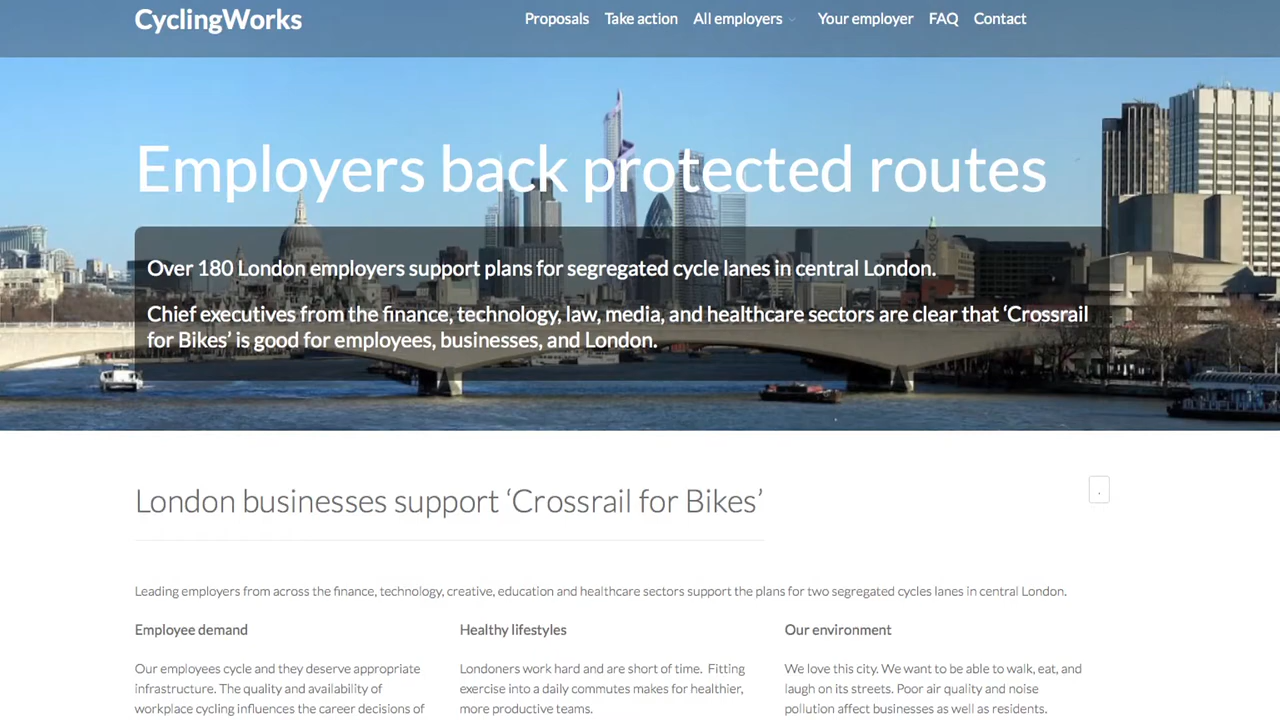 CyclingWorks
Proposals Take action All employers Your employer FAQ Contact
Employers back protected routes
Over 180 London employers support plans for segregated cycle lanes in central London.
Chief executives from the finance, technology, law, media, and healthcare sectors are clear that ‘Crossrail
for Bikes’ is good for employees, businesses, and London.
London businesses support ‘Crossrail for Bikes’
.
Leading employers from across the finance, technology, creative, education and healthcare sectors support the plans for two segregated cycles lanes in central London.
Employee demand
Our employees cycle and they deserve appropriate
infrastructure. The quality and availability of
workplace cycling influences the career decisions of
Healthy lifestyles
Londoners work hard and are short of time. Fitting
exercise into a daily commutes makes for healthier,
more productive teams.
Our environment
We love this city. We want to be able to walk, eat, and
laugh on its streets. Poor air quality and noise
pollution affect businesses as well as residents.